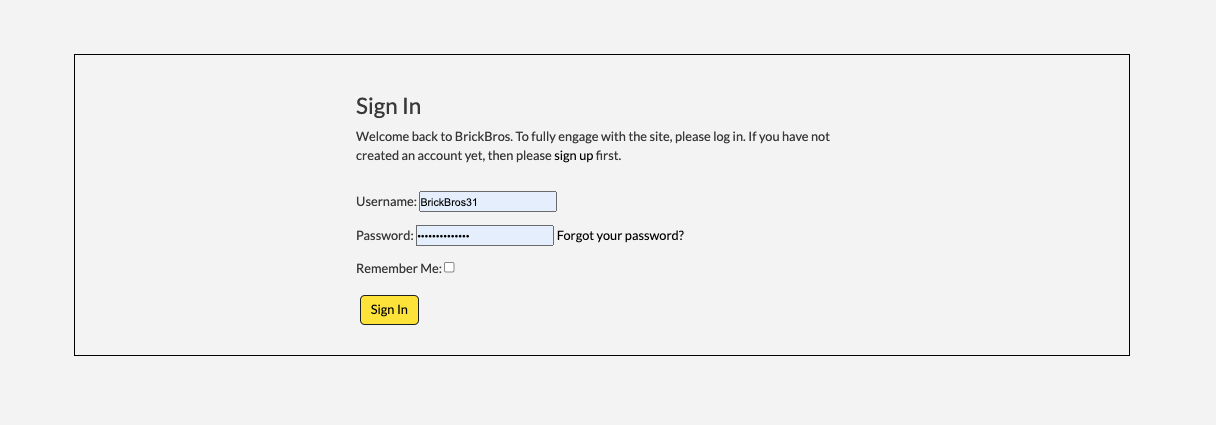 Sign In
Welcome back to BrickBros. To fully engage with the site, please log in. If you have not
created an account yet, then please sign up first.
Username: BrickBros31
Password: •••••••••••••• Forgot your password?
Remember Me:
Sign In